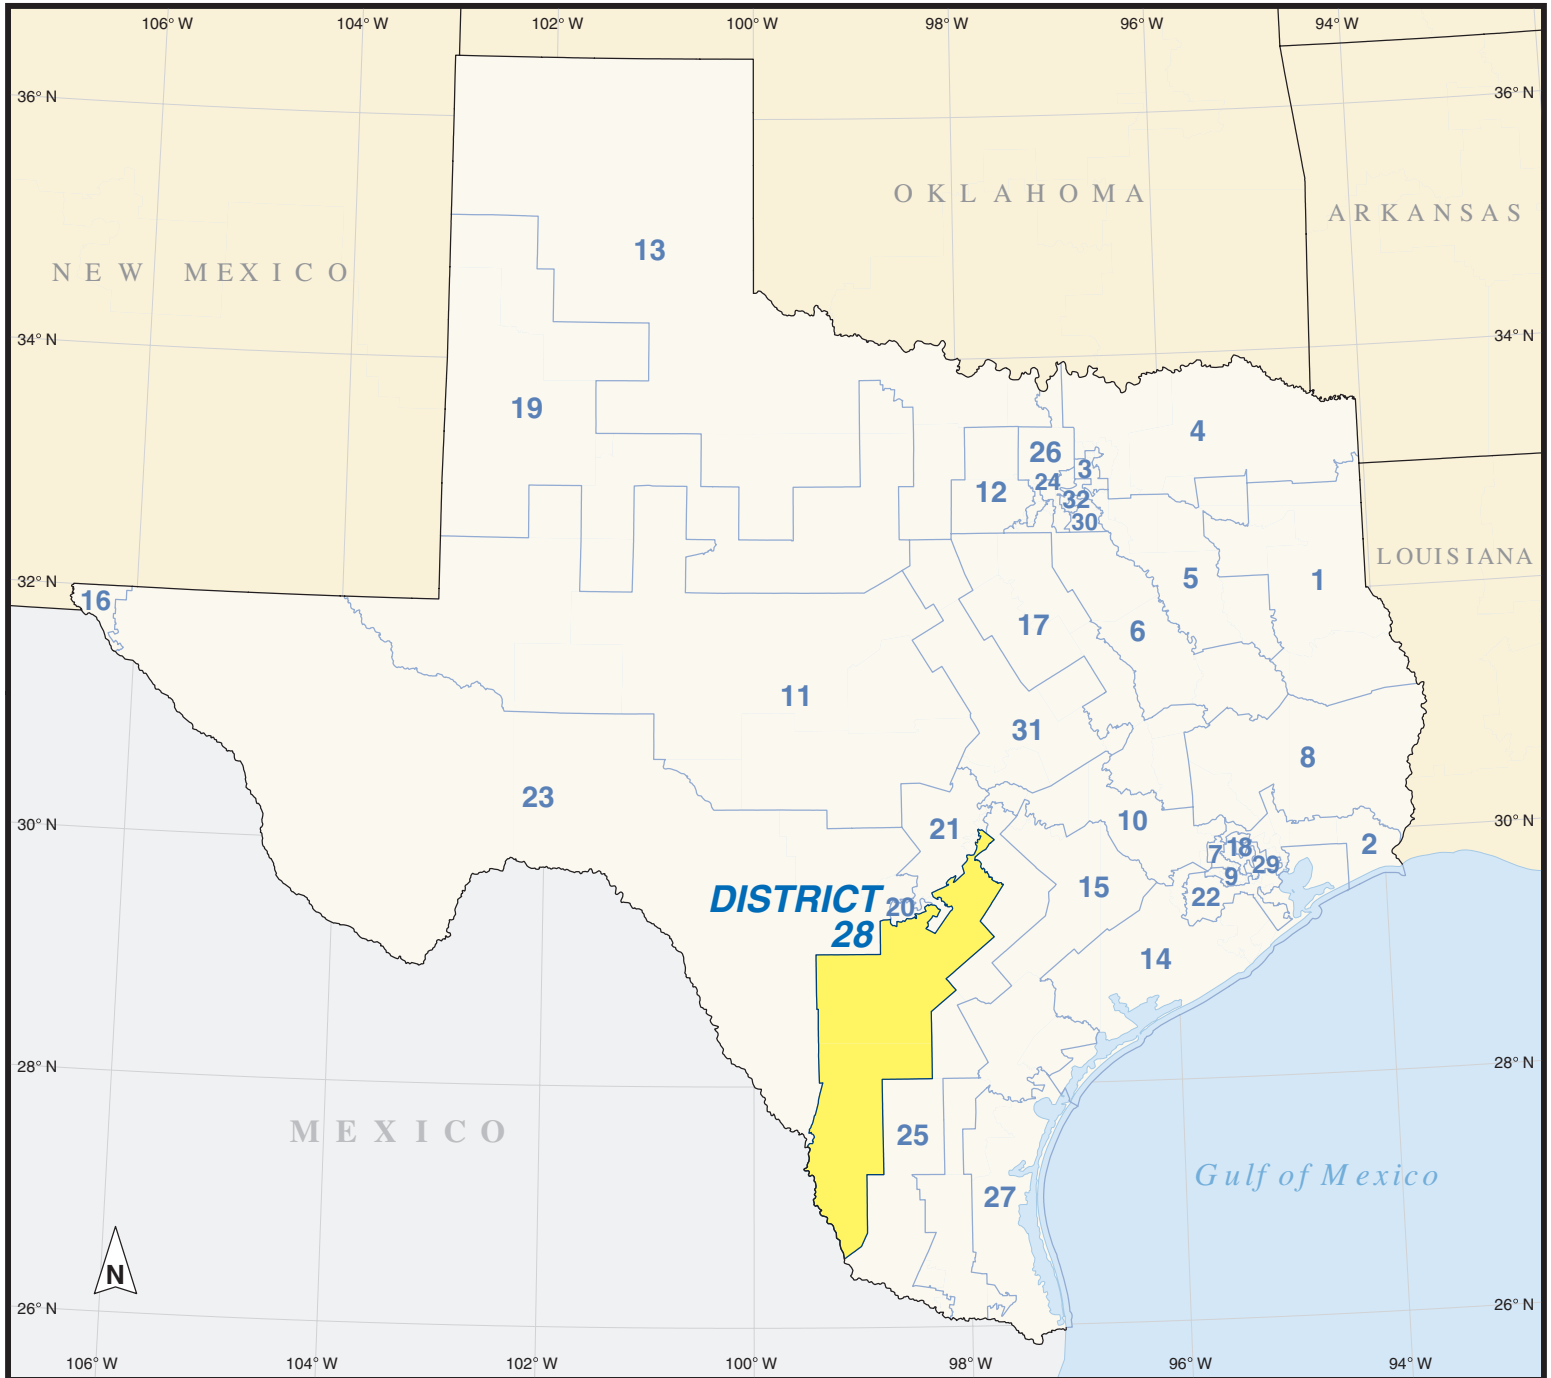 106° W 104° W 102° W 100° W 98° W 96° W 94° W
36° N 36° N
OKLAHOMA
ARKANSAS
NEW MEXICO
13
34° N 34° N
19
4
26
3
24
12
32
30
LOUISIANA
32° N
5
1
16
17
6
11
31
8
23
30° N 30° N
10
21
2
18
7
29
9
15
22
DISTRICT
20
28
14
28° N 28° N
MEXICO
25
Gulf of Mexico
27
N
26° N 26° N
106° W 104° W 102° W 100° W 98° W 96° W 94° W